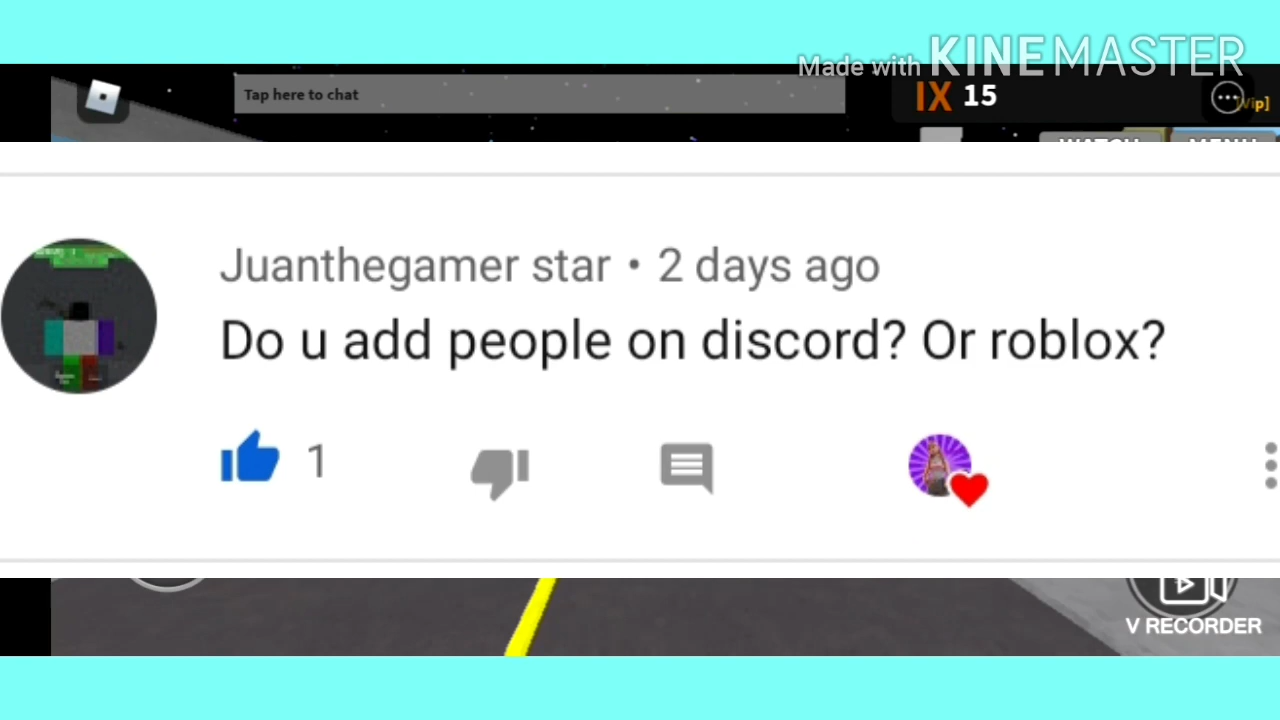 Made with KINEMASTER
Tap here to chat
IX 15
Vip]
Juanthegamer star • 2 days ago
Do u add people on discord? Or roblox?
1
V RECORDER